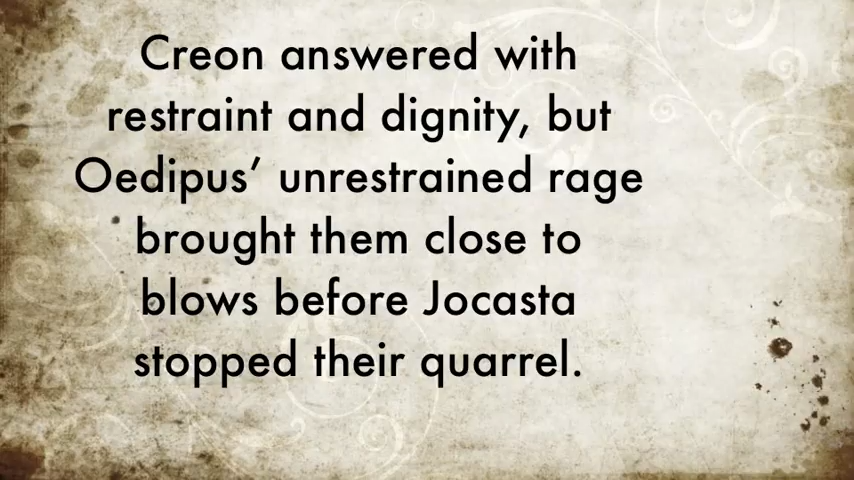 Creon answered with
restraint and dignity, but
Oedipus’ unrestrained rage
brought them close to
blows before Jocasta
stopped their quarrel.